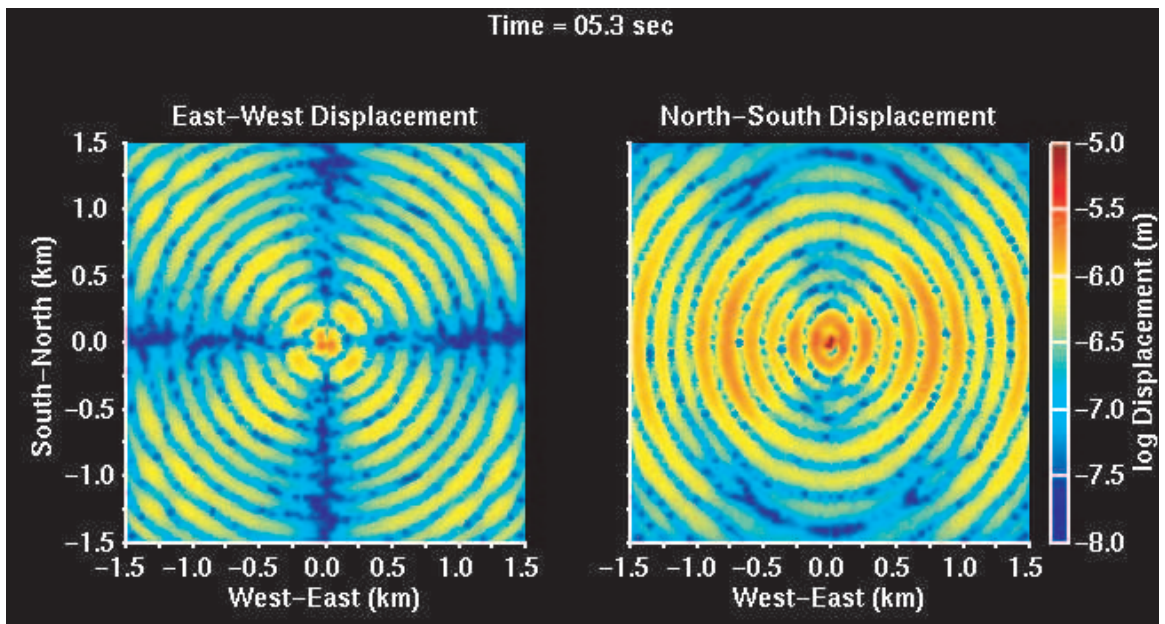 Time = 05.3 sec
East–West Displacement
North–South Displacement
1.5
1.0
0.5
0.0
−0.5
−1.0
−1.5
South–North (km)
−1.5 −1.0 −0.5 0.0 0.5 1.0 1.5
West–East (km)
−1.5 −1.0 −0.5 0.0 0.5 1.0 1.5
West–East (km)
−5.0
−5.5
−6.0
−6.5
−7.0
−7.5
−8.0
log Displacement (m)